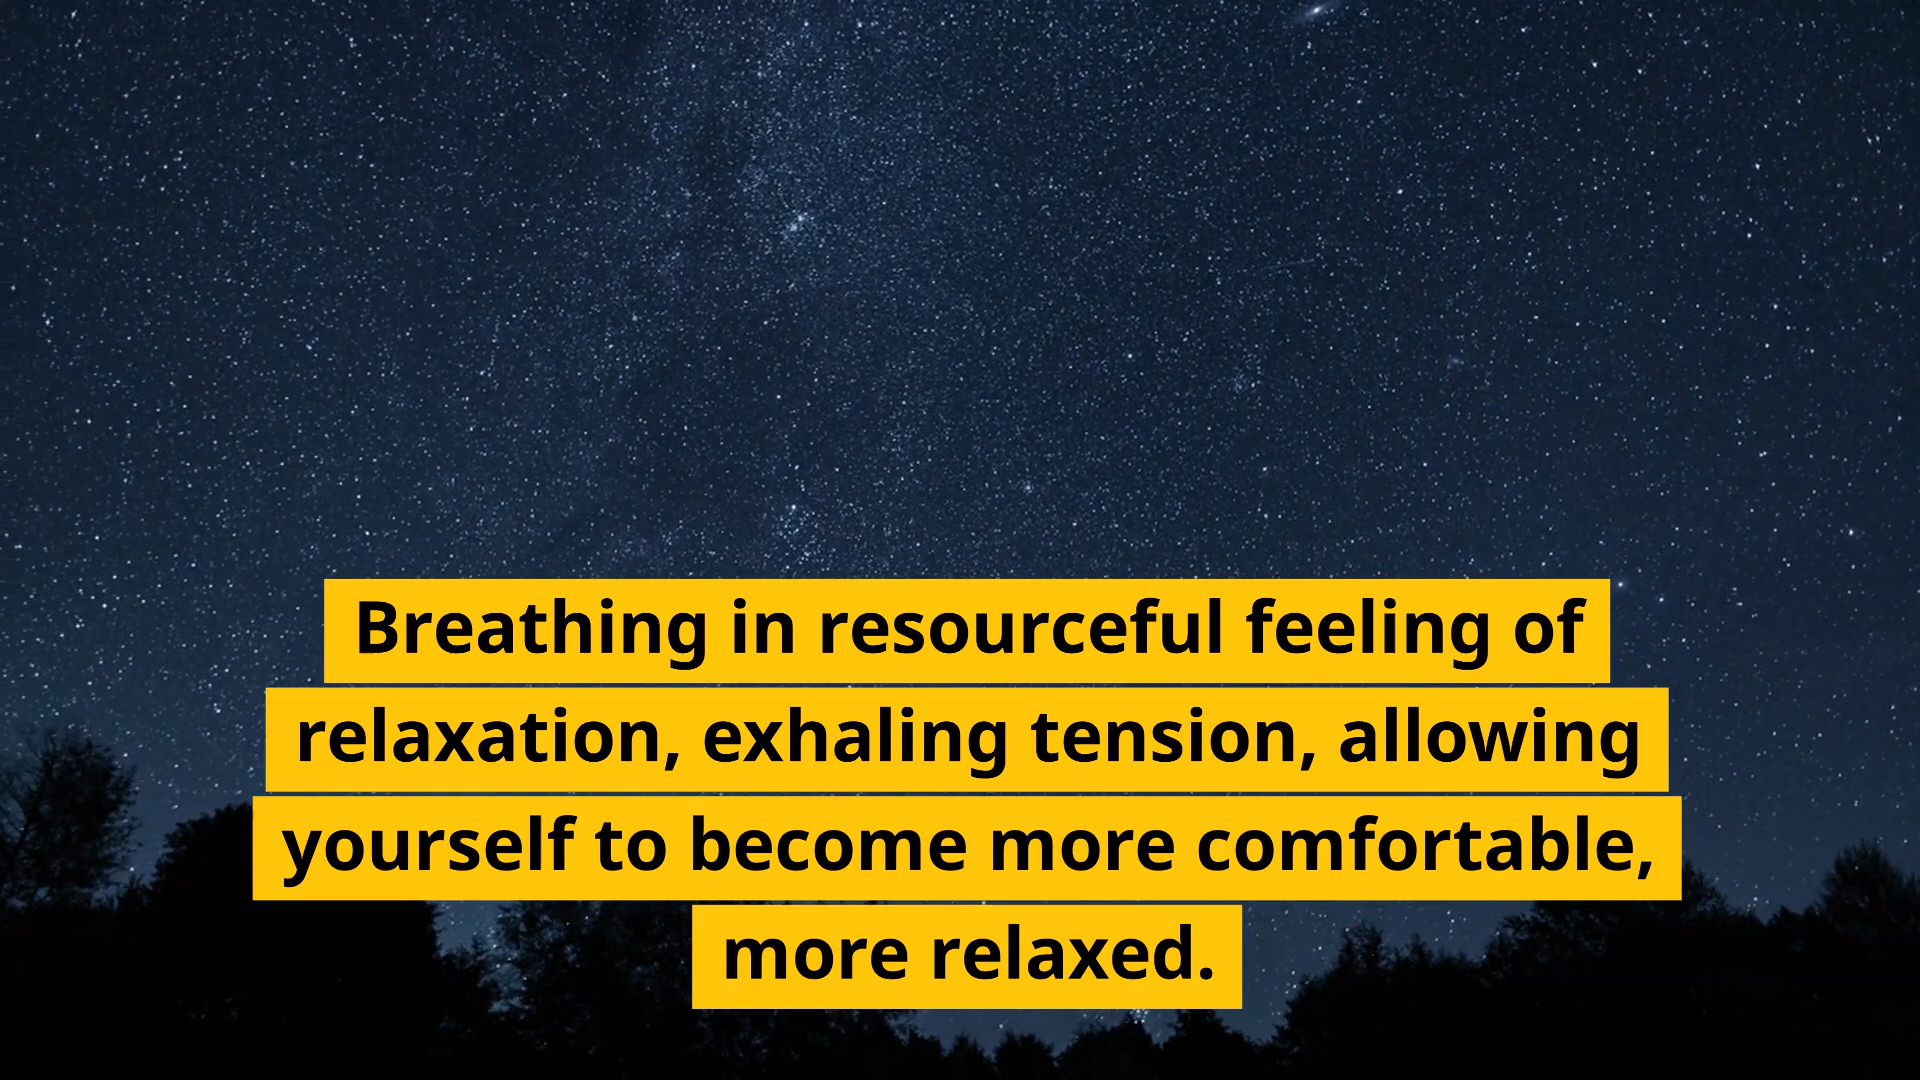 Breathing in resourceful feeling of
relaxation, exhaling tension, allowing
yourself to become more comfortable,
more relaxed.